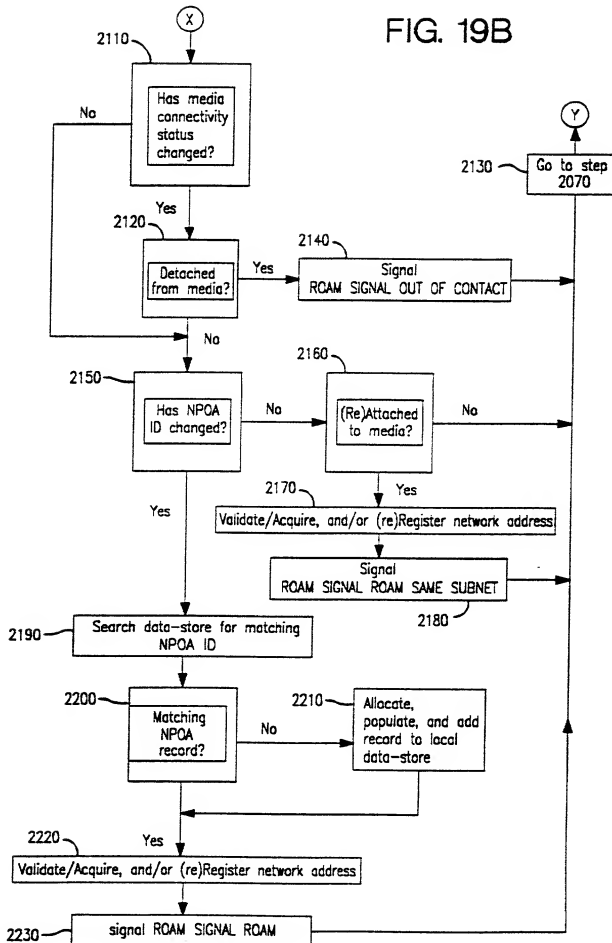 FIG. 19B
X
2110
Has media
connectivity
status
changed?
No
Yes
Y
2130
Go to step
2070
2120
Detached
from media?
Yes
No
2140
Signal
ROAM SIGNAL OUT OF CONTACT
2150
Has NPOA
ID changed?
No
Yes
2160
(Re)Attached
to media?
No
Yes
2170
Validate/Acquire, and/or (re)Register network address
Signal
ROAM SIGNAL ROAM SAME SUBNET
2180
2190
Search data-store for matching
NPOA ID
2200
Matching
NPOA
record?
No
2210
Allocate,
populate, and add
record to local
data-store
Yes
2220
Validate/Acquire, and/or (re)Register network address
2230
signal ROAM SIGNAL ROAM